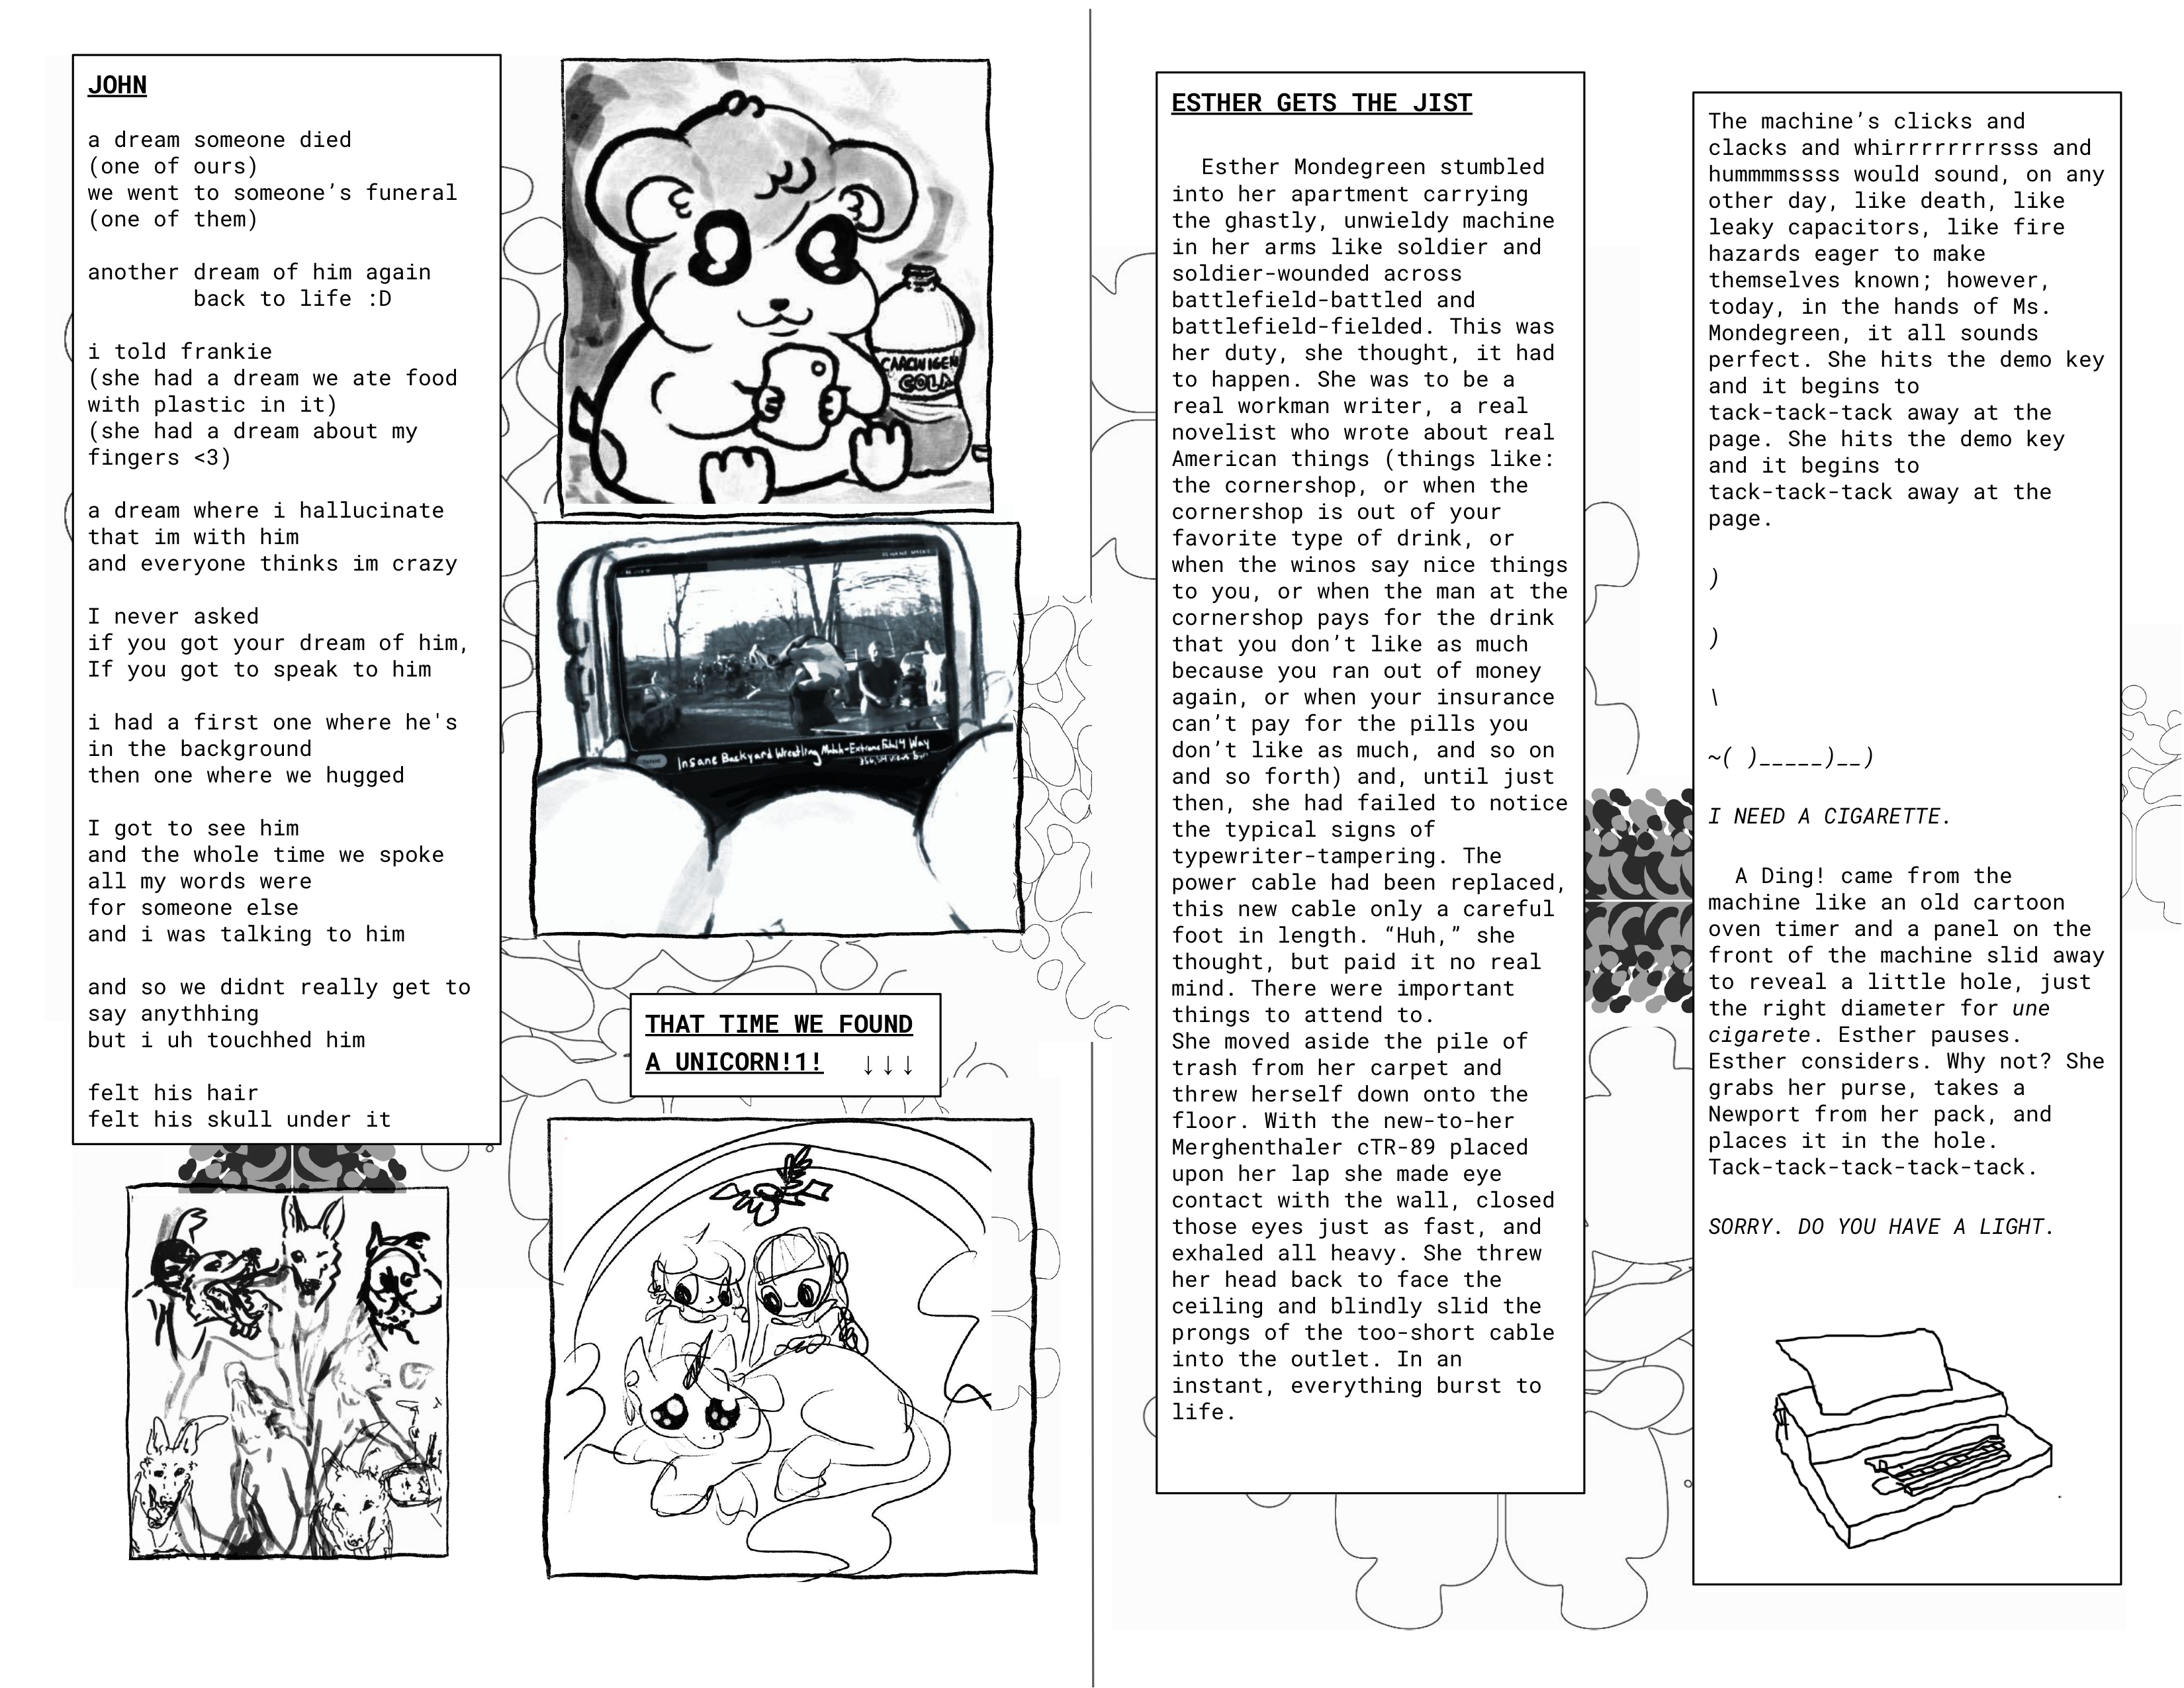 JOHN
a dream someone died
(one of ours)
we went to someone’s funeral
(one of them)
another dream of him again
back to life :D
i told frankie
(she had a dream we ate food
with plastic in it)
(she had a dream about my
fingers <3)
a dream where i hallucinate
that im with him
and everyone thinks im crazy
I never asked
if you got your dream of him,
If you got to speak to him
i had a first one where he's
in the background
then one where we hugged
I got to see him
and the whole time we spoke
all my words were
for someone else
and i was talking to him
and so we didnt really get to
say anythhing
but i uh touchhed him
felt his hair
felt his skull under it
COLA
Insane Backyard Wrestling Match-Extreme Fatal 4 Way
THAT TIME WE FOUND
A UNICORN!1! ↓↓↓
ESTHER GETS THE JIST
Esther Mondegreen stumbled
into her apartment carrying
the ghastly, unwieldy machine
in her arms like soldier and
soldier-wounded across
battlefield-battled and
battlefield-fielded. This was
her duty, she thought, it had
to happen. She was to be a
real workman writer, a real
novelist who wrote about real
American things (things like:
the cornershop, or when the
cornershop is out of your
favorite type of drink, or
when the winos say nice things
to you, or when the man at the
cornershop pays for the drink
that you don’t like as much
because you ran out of money
again, or when your insurance
can’t pay for the pills you
don’t like as much, and so on
and so forth) and, until just
then, she had failed to notice
the typical signs of
typewriter-tampering. The
power cable had been replaced,
this new cable only a careful
foot in length. “Huh,” she
thought, but paid it no real
mind. There were important
things to attend to.
She moved aside the pile of
trash from her carpet and
threw herself down onto the
floor. With the new-to-her
Merghenthaler cTR-89 placed
upon her lap she made eye
contact with the wall, closed
those eyes just as fast, and
exhaled all heavy. She threw
her head back to face the
ceiling and blindly slid the
prongs of the too-short cable
into the outlet. In an
instant, everything burst to
life.
The machine’s clicks and
clacks and whirrrrrrrrsss and
hummmmssss would sound, on any
other day, like death, like
leaky capacitors, like fire
hazards eager to make
themselves known; however,
today, in the hands of Ms.
Mondegreen, it all sounds
perfect. She hits the demo key
and it begins to
tack-tack-tack away at the
page. She hits the demo key
and it begins to
tack-tack-tack away at the
page.
)
)
\
~( )_____)__)
I NEED A CIGARETTE.
A Ding! came from the
machine like an old cartoon
oven timer and a panel on the
front of the machine slid away
to reveal a little hole, just
the right diameter for une
cigarete. Esther pauses.
Esther considers. Why not? She
grabs her purse, takes a
Newport from her pack, and
places it in the hole.
Tack-tack-tack-tack-tack.
SORRY. DO YOU HAVE A LIGHT.